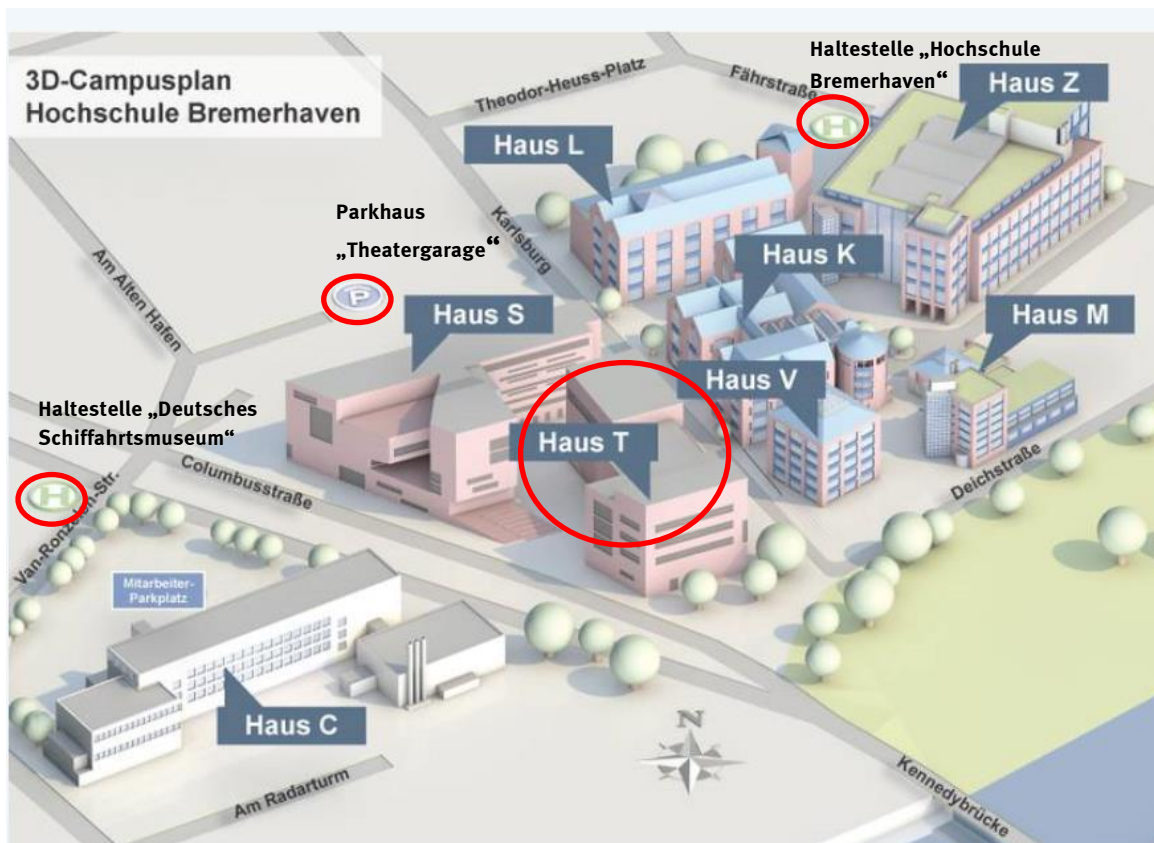 3D-Campusplan
Hochschule Bremerhaven
Haltestelle „Hochschule
Bremerhaven“
Theodor-Heuss-Platz
Fährstraße
H
Haus Z
Haus L
Karlsburg
Parkhaus
„Theatergarage“
P
Am Alten Hafen
Haus K
Haus S
Haus M
Haus V
Haltestelle „Deutsches
Schiffahrtsmuseum“
Haus T
H
Columbusstraße
Deichstraße
Van-Ronzelen-Str.
Mitarbeiter-
Parkplatz
Haus C
N
Am Radarturm
Kennedybrücke